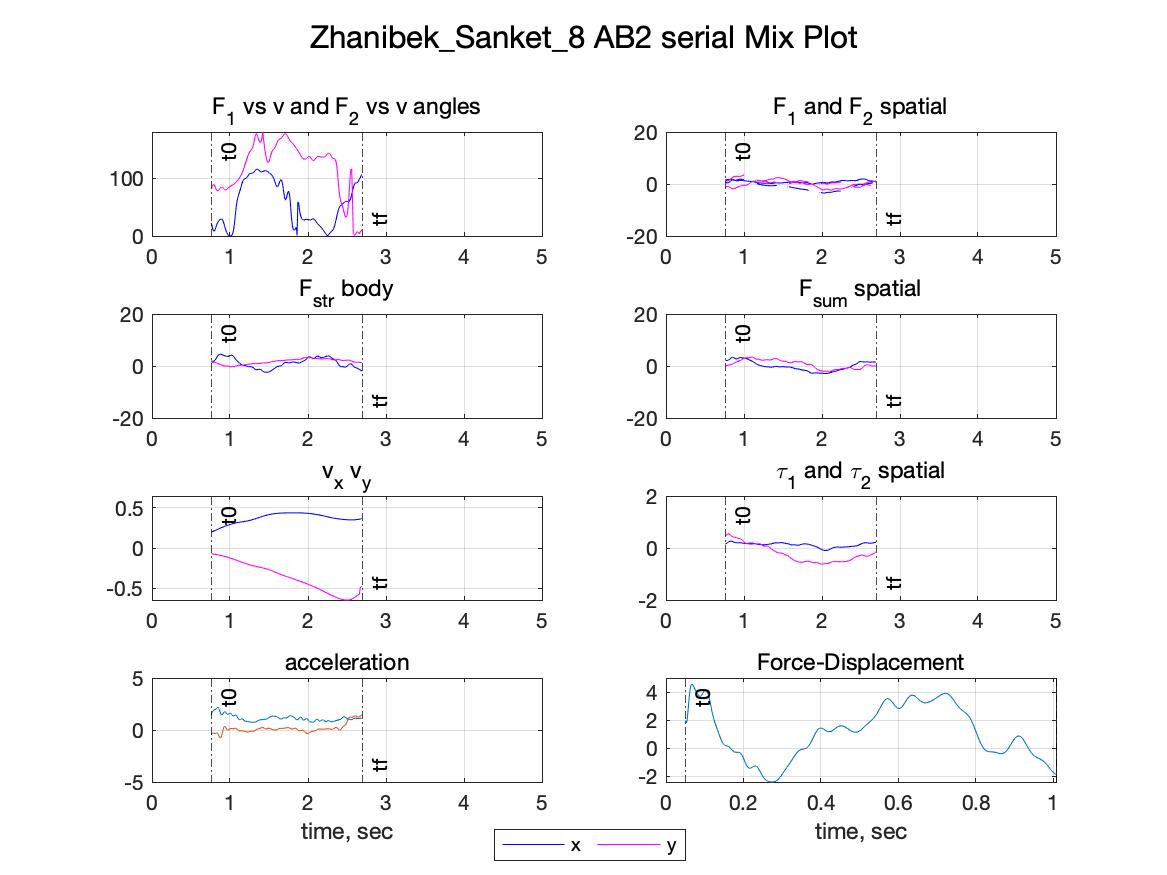 Zhanibek_Sanket_8 AB2 serial Mix Plot
F1 vs v and F2 vs v angles
100
0
t0
tf
0 1 2 3 4 5
F1 and F2 spatial
20
0
-20
t0
tf
0 1 2 3 4 5
Fstr body
20
0
-20
t0
tf
0 1 2 3 4 5
Fsum spatial
20
0
-20
t0
tf
0 1 2 3 4 5
vx vy
0.5
0
-0.5
t0
tf
0 1 2 3 4 5
τ1 and τ2 spatial
2
0
-2
t0
tf
0 1 2 3 4 5
acceleration
5
0
-5
t0
tf
0 1 2 3 4 5
time, sec
Force-Displacement
4
2
0
-2
t0
0 0.2 0.4 0.6 0.8 1
time, sec
x y